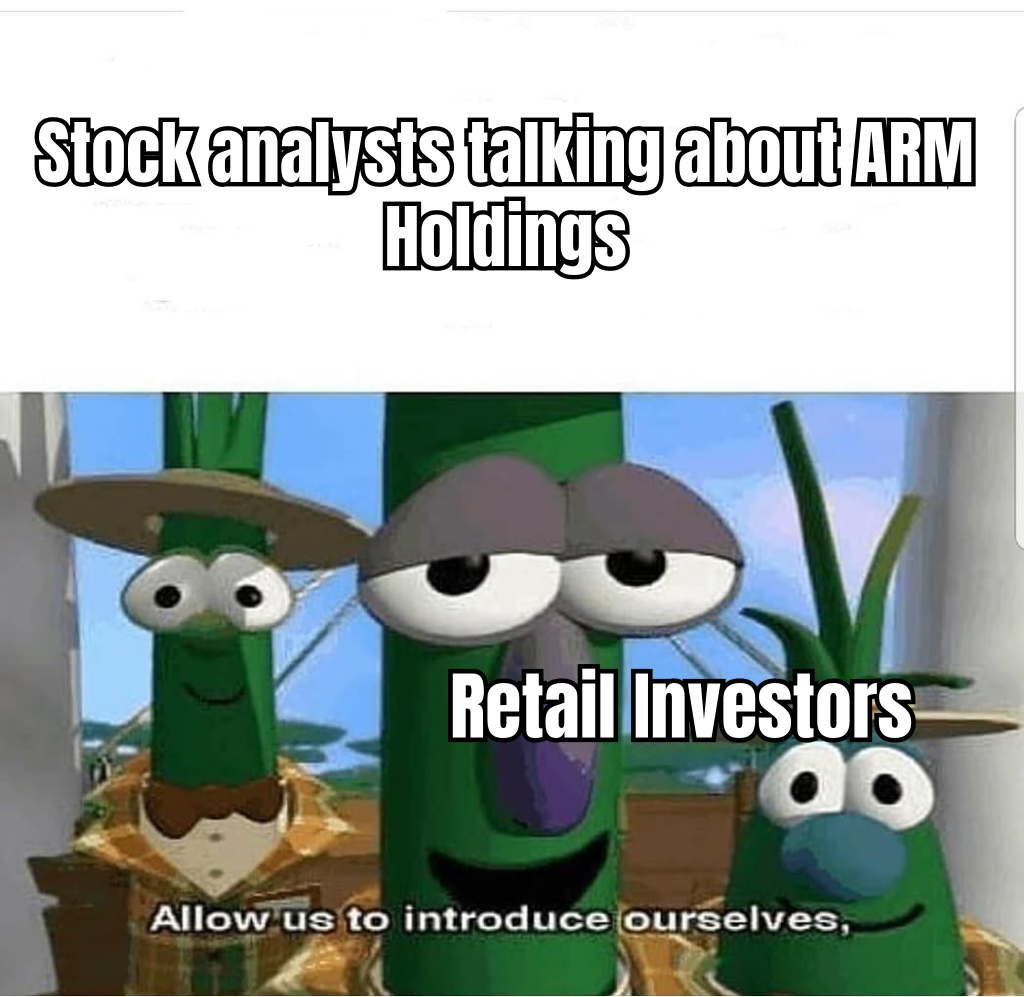 Stock analysts talking about ARM
Holdings
Retail Investors
Allow us to introduce ourselves,